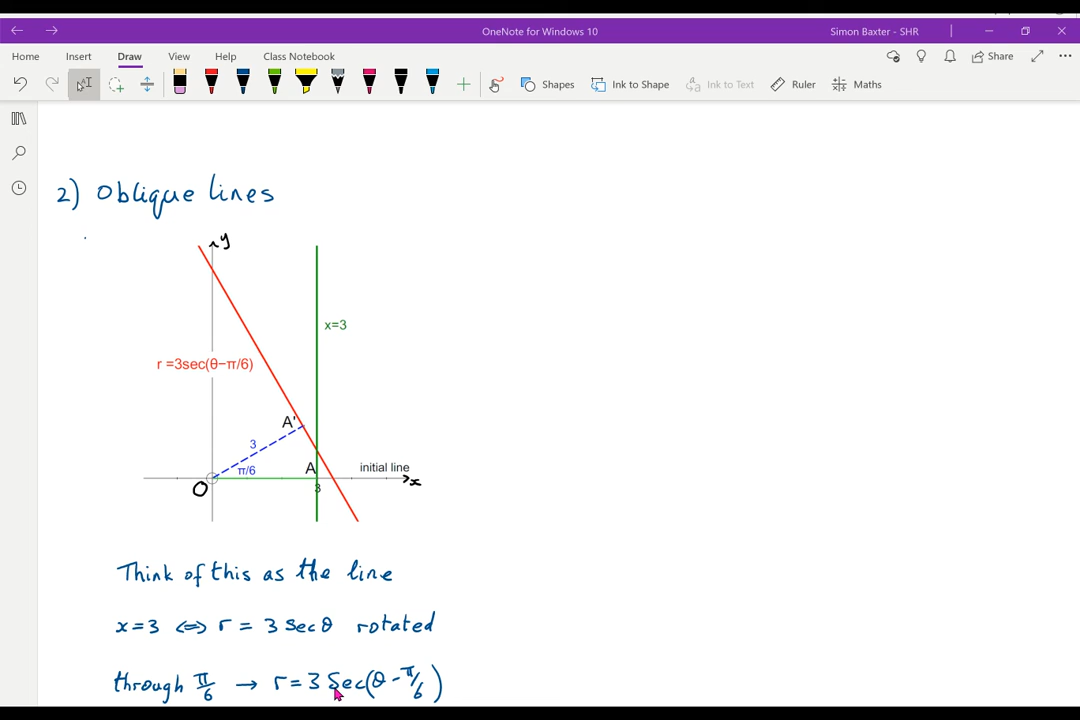 OneNote for Windows 10
Simon Baxter - SHR
Home Insert Draw View Help Class Notebook
Share
Shapes Ink to Shape Ink to Text Ruler Maths
2) Oblique lines
y
x=3
r =3sec(θ−π/6)
A'
3
π/6
A
initial line
x
O
3
Think of this as the line
x=3 ⇔ r = 3 secθ rotated
through π/6 → r=3 Sec(θ-π/6)